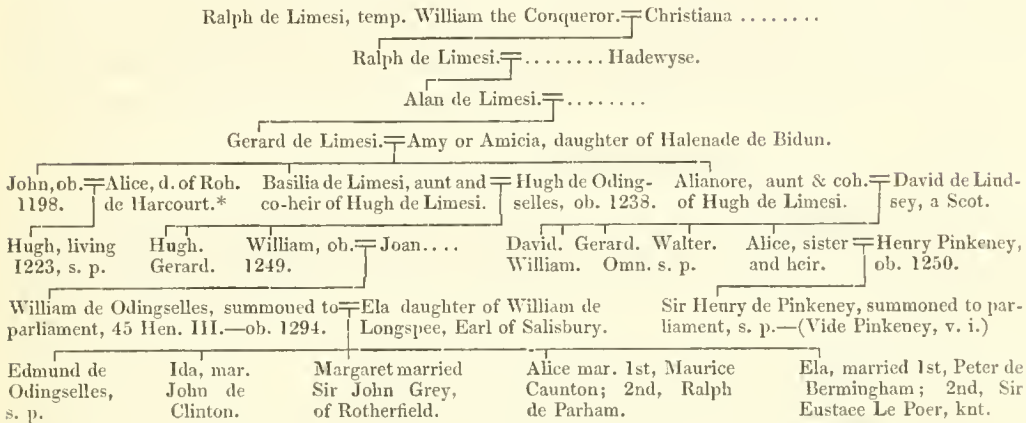 Ralph de Limesi, temp. William the Conqueror.=Christiana ........
Ralph de Limesi.=........ Hadewyse.
Alan de Limesi.=........
Gerard de Limesi.=Amy or Amicia, daughter of Halenade de Bidun.
John, ob.=Alice, d. of Rob. Basilia de Limesi, aunt and = Hugh de Oding- Alianore, aunt & coh.=David de Lind-
1198. de Harcourt.* co-heir of Hugh de Limesi. selles, ob. 1238. of Hugh de Limesi. sey, a Scot.
Hugh, living Hugh. William, ob.=Joan.... David. Gerard. Walter. Alice, sister=Henry Pinkeney,
1223, s. p. Gerard. 1249. William. Omn. s. p. and heir. ob. 1250.
William de Odingselles, summoned to=Ela daughter of William de Sir Henry de Pinkeney, summoned to par-
parliament, 45 Hen. III.—ob. 1294. Longspee, Earl of Salisbury. liament, s. p.—(Vide Pinkeney, v. i.)
Edmund de Ida, mar. Margaret married Alice mar. 1st, Maurice Ela, married 1st, Peter de
Odingselles, John de Sir John Grey, Caunton; 2nd, Ralph Bermingham; 2nd, Sir
s. p. Clinton. of Rotherfield. de Parham. Eustace Le Poer, knt.